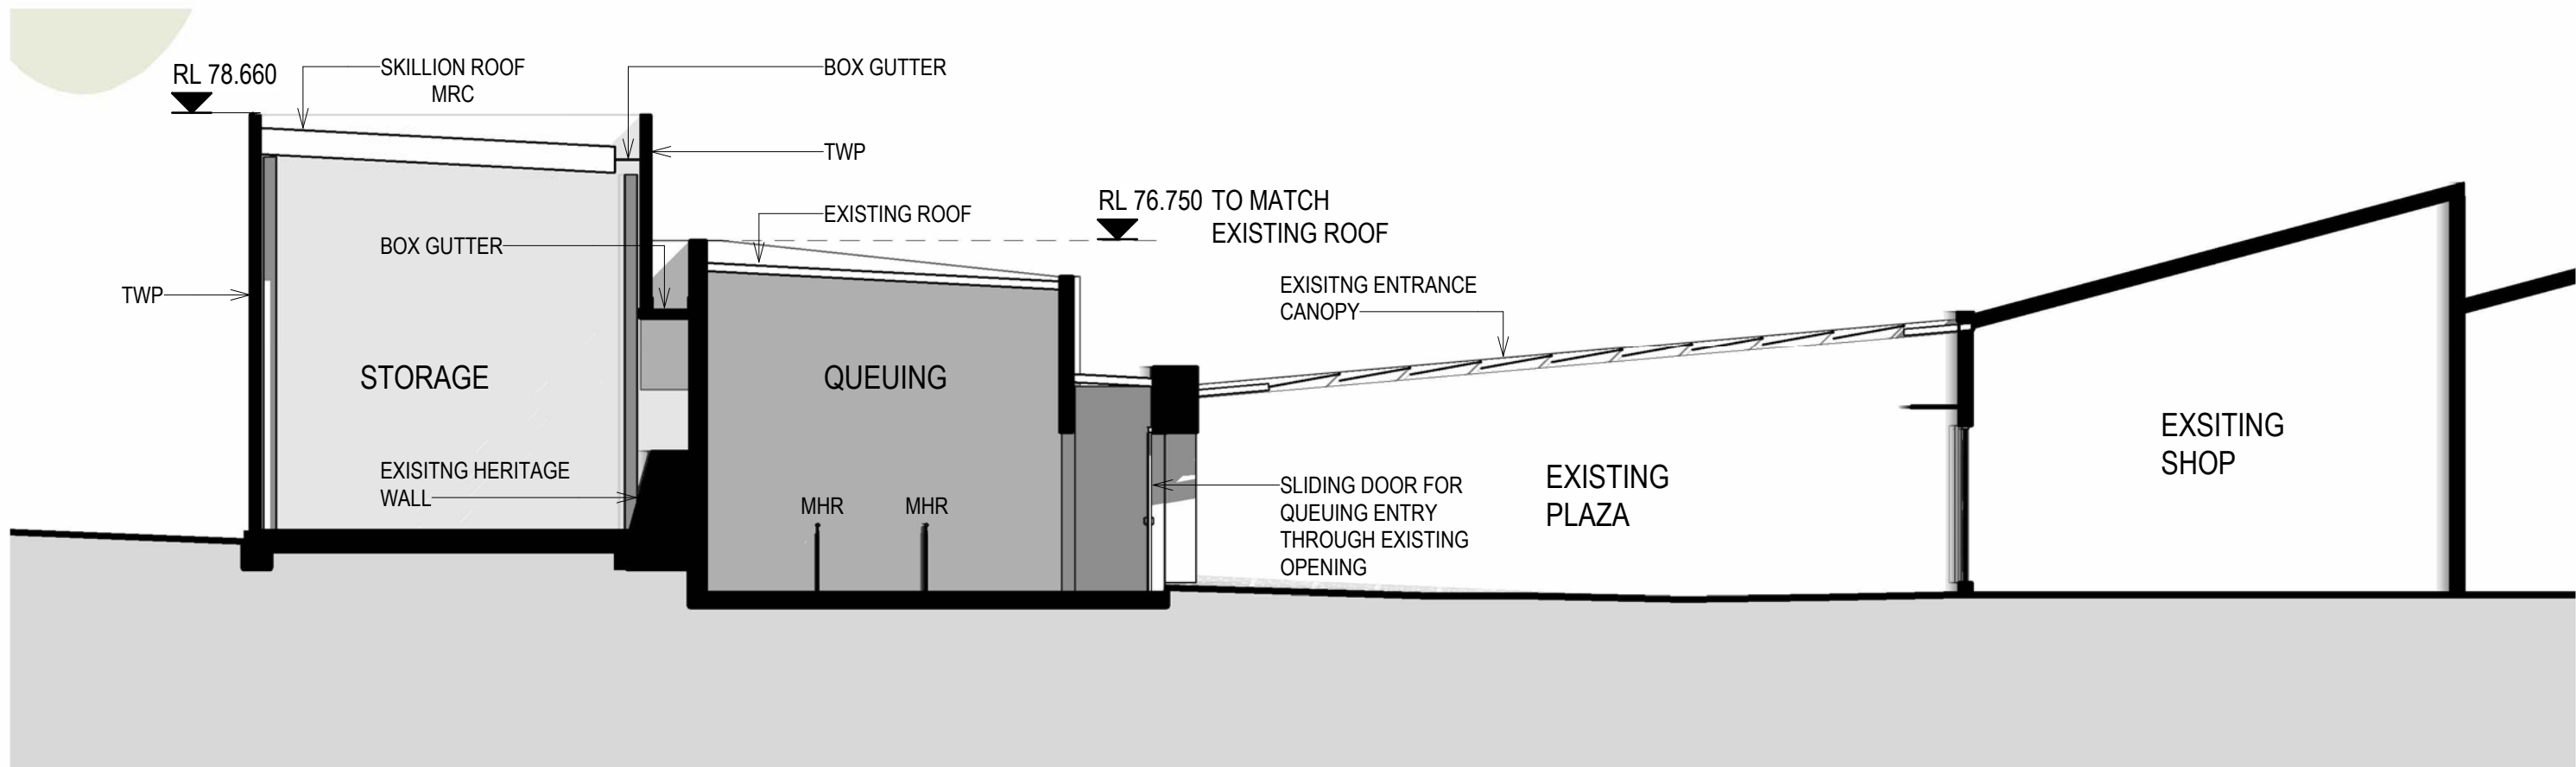 RL 78.660
SKILLION ROOF
MRC
BOX GUTTER
TWP
EXISTING ROOF
RL 76.750 TO MATCH
EXISTING ROOF
BOX GUTTER
TWP
EXISITNG ENTRANCE
CANOPY
STORAGE
QUEUING
EXISITNG HERITAGE
WALL
MHR
MHR
SLIDING DOOR FOR
QUEUING ENTRY
THROUGH EXISTING
OPENING
EXISTING
PLAZA
EXSITING
SHOP